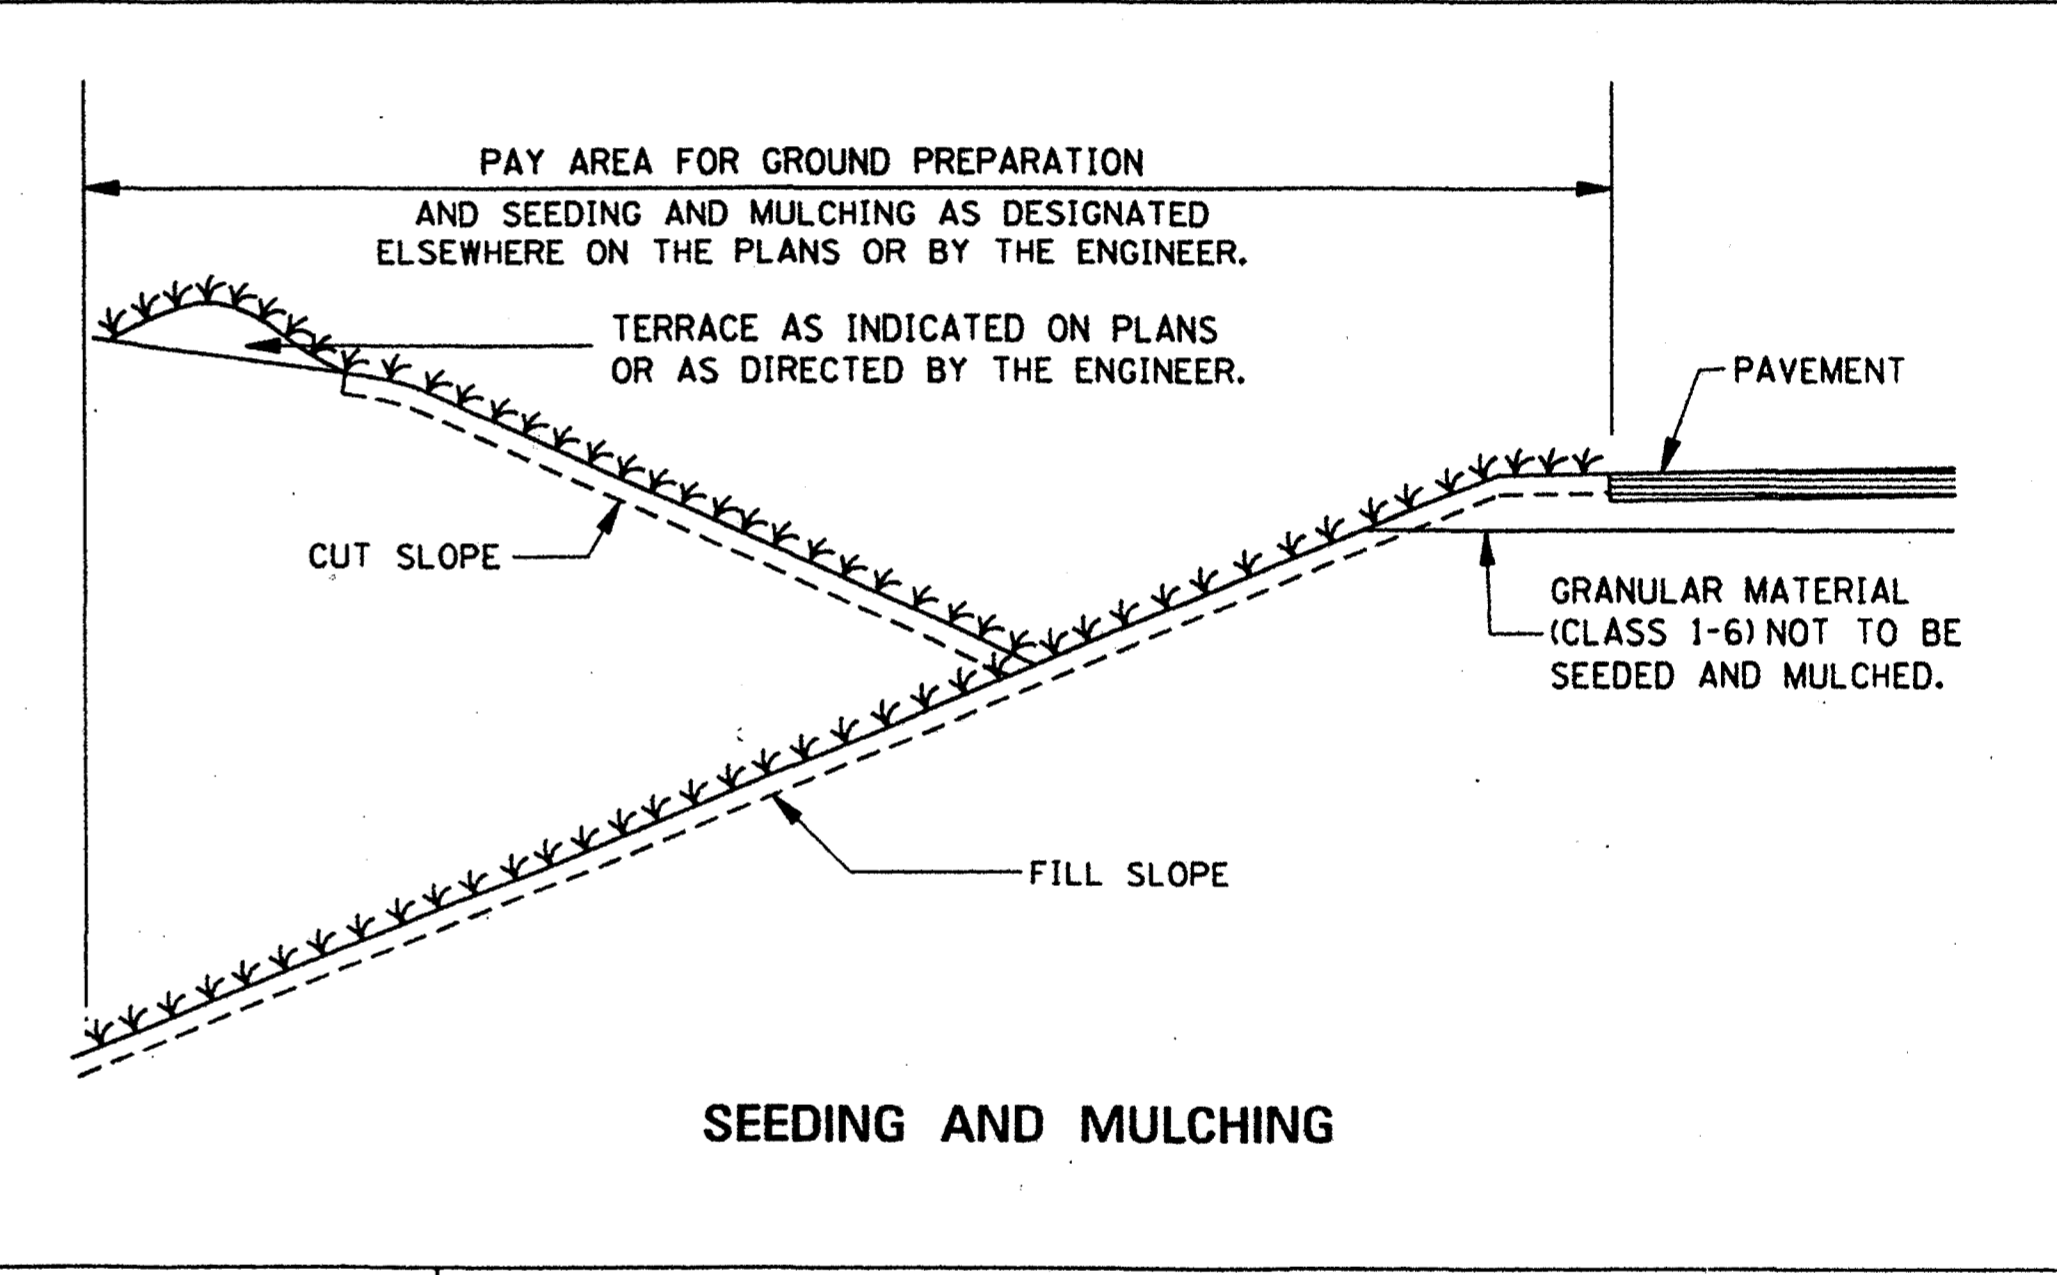 PAY AREA FOR GROUND PREPARATION
AND SEEDING AND MULCHING AS DESIGNATED
ELSEWHERE ON THE PLANS OR BY THE ENGINEER.
TERRACE AS INDICATED ON PLANS
OR AS DIRECTED BY THE ENGINEER.
PAVEMENT
CUT SLOPE
GRANULAR MATERIAL
(CLASS 1-6) NOT TO BE
SEEDED AND MULCHED.
FILL SLOPE
SEEDING AND MULCHING